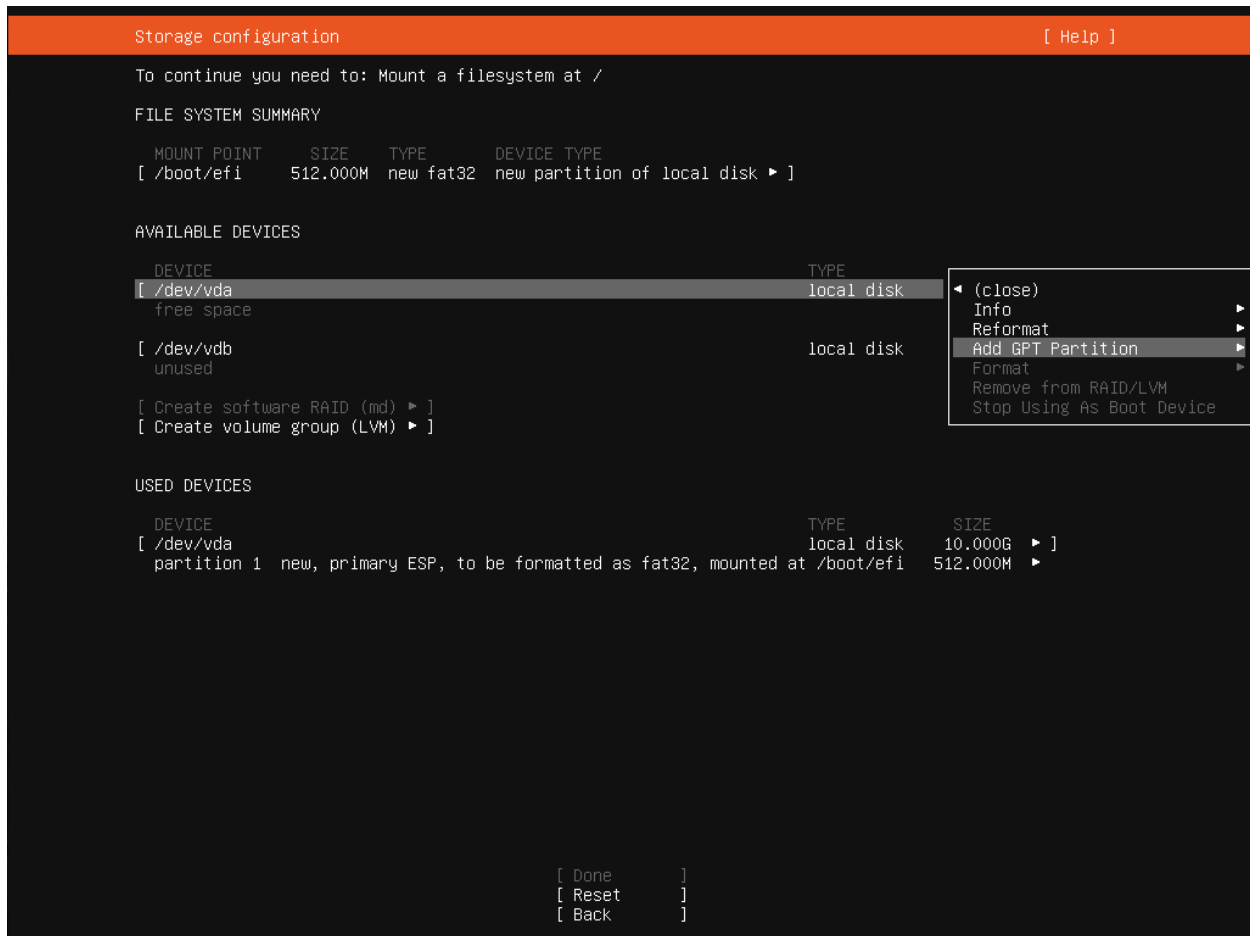 Storage configuration [ Help ]
To continue you need to: Mount a filesystem at /
FILE SYSTEM SUMMARY
MOUNT POINT SIZE TYPE DEVICE TYPE
[ /boot/efi 512.000M new fat32 new partition of local disk ▸ ]
AVAILABLE DEVICES
DEVICE TYPE
[ /dev/vda local disk ◂ (close)
free space Info ▸
Reformat ▸
[ /dev/vdb local disk Add GPT Partition ▸
unused Format ▸
Remove from RAID/LVM
[ Create software RAID (md) ▸ ] Stop Using As Boot Device
[ Create volume group (LVM) ▸ ]
USED DEVICES
DEVICE TYPE SIZE
[ /dev/vda local disk 10.000G ▸ ]
partition 1 new, primary ESP, to be formatted as fat32, mounted at /boot/efi 512.000M ▸
[ Done ]
[ Reset ]
[ Back ]